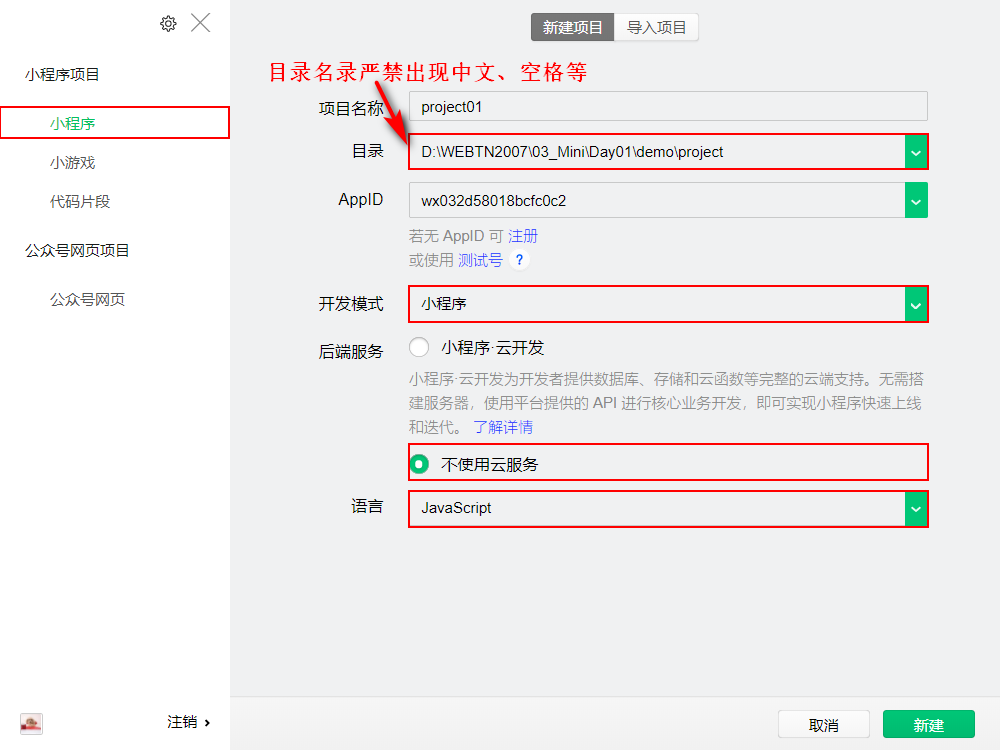 新建项目 导入项目
小程序项目
目录名录严禁出现中文、空格等
项目名称 project01
小程序
目录 D:\WEBTN2007\03_Mini\Day01\demo\project
小游戏
代码片段
AppID wx032d58018bcfc0c2
若无 AppID 可 注册
公众号网页项目
或使用 测试号 ?
公众号网页
开发模式 小程序
后端服务 小程序·云开发
小程序·云开发为开发者提供数据库、存储和云函数等完整的云端支持。无需搭
建服务器，使用平台提供的 API 进行核心业务开发，即可实现小程序快速上线
和迭代。 了解详情
不使用云服务
语言 JavaScript
注销
取消 新建